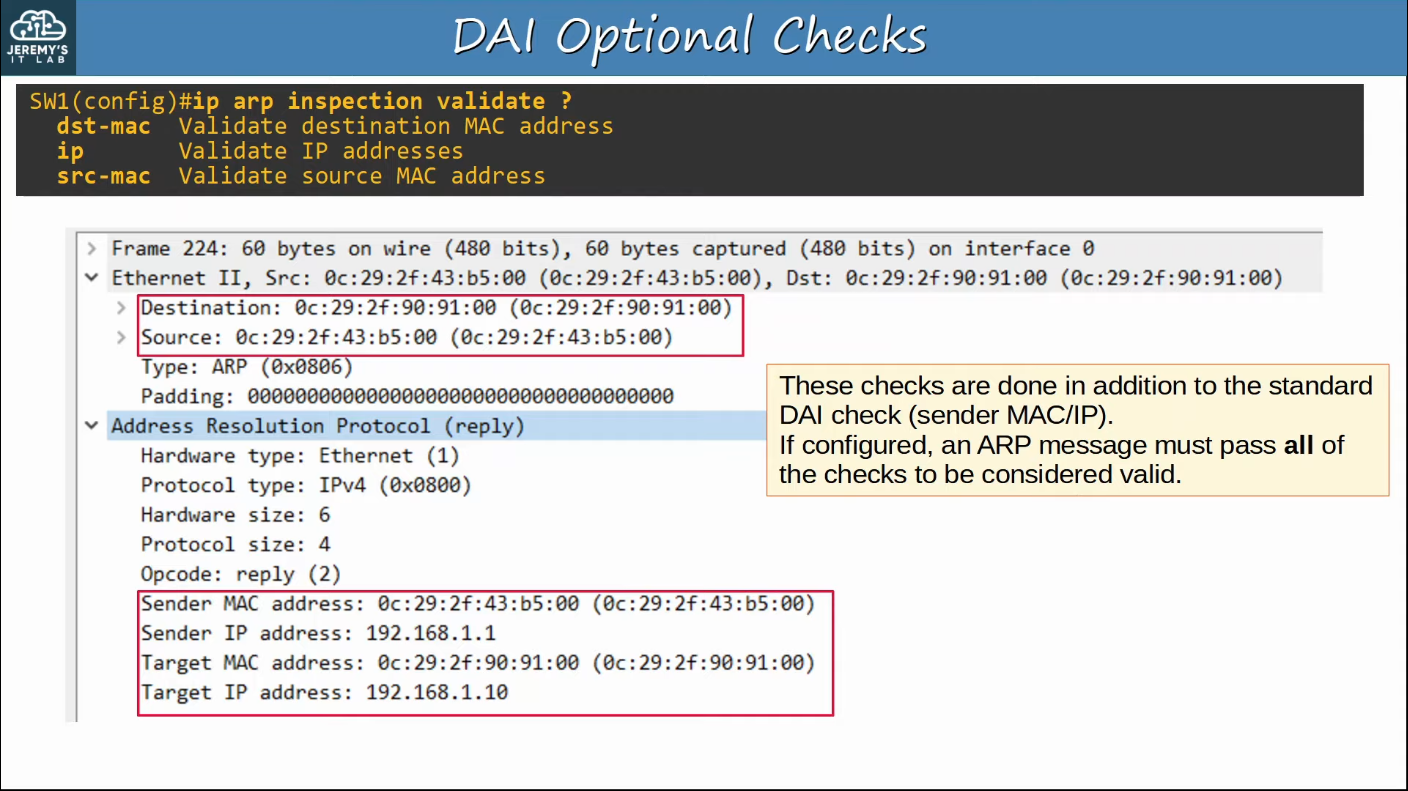 JEREMY'S
IT LAB
DAI Optional Checks
SW1(config)#ip arp inspection validate ?
dst-mac  Validate destination MAC address
ip       Validate IP addresses
src-mac  Validate source MAC address
Frame 224: 60 bytes on wire (480 bits), 60 bytes captured (480 bits) on interface 0
Ethernet II, Src: 0c:29:2f:43:b5:00 (0c:29:2f:43:b5:00), Dst: 0c:29:2f:90:91:00 (0c:29:2f:90:91:00)
Destination: 0c:29:2f:90:91:00 (0c:29:2f:90:91:00)
Source: 0c:29:2f:43:b5:00 (0c:29:2f:43:b5:00)
Type: ARP (0x0806)
Padding: 000000000000000000000000000000000000
Address Resolution Protocol (reply)
Hardware type: Ethernet (1)
Protocol type: IPv4 (0x0800)
Hardware size: 6
Protocol size: 4
Opcode: reply (2)
Sender MAC address: 0c:29:2f:43:b5:00 (0c:29:2f:43:b5:00)
Sender IP address: 192.168.1.1
Target MAC address: 0c:29:2f:90:91:00 (0c:29:2f:90:91:00)
Target IP address: 192.168.1.10
These checks are done in addition to the standard
DAI check (sender MAC/IP).
If configured, an ARP message must pass all of
the checks to be considered valid.